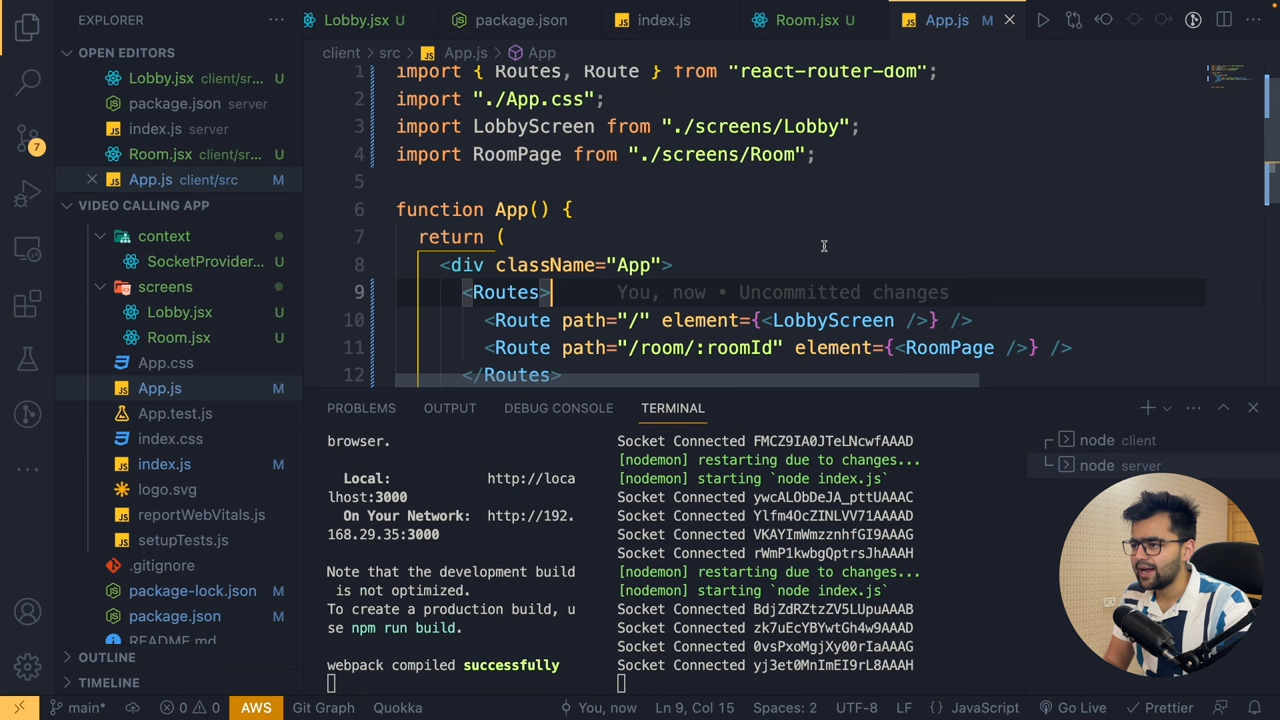 EXPLORER
OPEN EDITORS
Lobby.jsx client/src... U
package.json server
index.js server
Room.jsx client/sr... U
App.js client/src M
VIDEO CALLING APP
context
SocketProvider...
screens
Lobby.jsx U
Room.jsx U
App.css
App.js M
App.test.js
index.css
index.js M
logo.svg
reportWebVitals.js
setupTests.js
.gitignore
package-lock.json M
package.json M
README.md
OUTLINE
TIMELINE
7
Lobby.jsx U
package.json
index.js
Room.jsx U
App.js M
client > src > App.js > App
1 import { Routes, Route } from "react-router-dom";
2 import "./App.css";
3 import LobbyScreen from "./screens/Lobby";
4 import RoomPage from "./screens/Room";
5
6 function App() {
7 return (
8 <div className="App">
9 <Routes> You, now • Uncommitted changes
10 <Route path="/" element={<LobbyScreen />} />
11 <Route path="/room/:roomId" element={<RoomPage />} />
12 </Routes>
PROBLEMS OUTPUT DEBUG CONSOLE TERMINAL
browser.
Local: http://loca
lhost:3000
On Your Network: http://192.
168.29.35:3000
Note that the development build
is not optimized.
To create a production build, u
se npm run build.
webpack compiled successfully
Socket Connected FMCZ9IA0JTeLNcwfAAAD
[nodemon] restarting due to changes...
[nodemon] starting `node index.js`
Socket Connected ywcALObDeJA_pttUAAAC
Socket Connected Ylfm4OcZINLVV71AAAAD
Socket Connected VKAYImWmzznhfGI9AAAG
Socket Connected rWmP1kwbgQptrsJhAAAH
[nodemon] restarting due to changes...
[nodemon] starting `node index.js`
Socket Connected BdjZdRZtzZV5LUpuAAAB
Socket Connected zk7uEcYBYwtGh4w9AAAD
Socket Connected 0vsPxoMgjXy00rIaAAAG
Socket Connected yj3et0MnImEI9rL8AAAH
node client
node server
main* 0 0 AWS Git Graph Quokka You, now Ln 9, Col 15 Spaces: 2 UTF-8 LF {} JavaScript Go Live Prettier